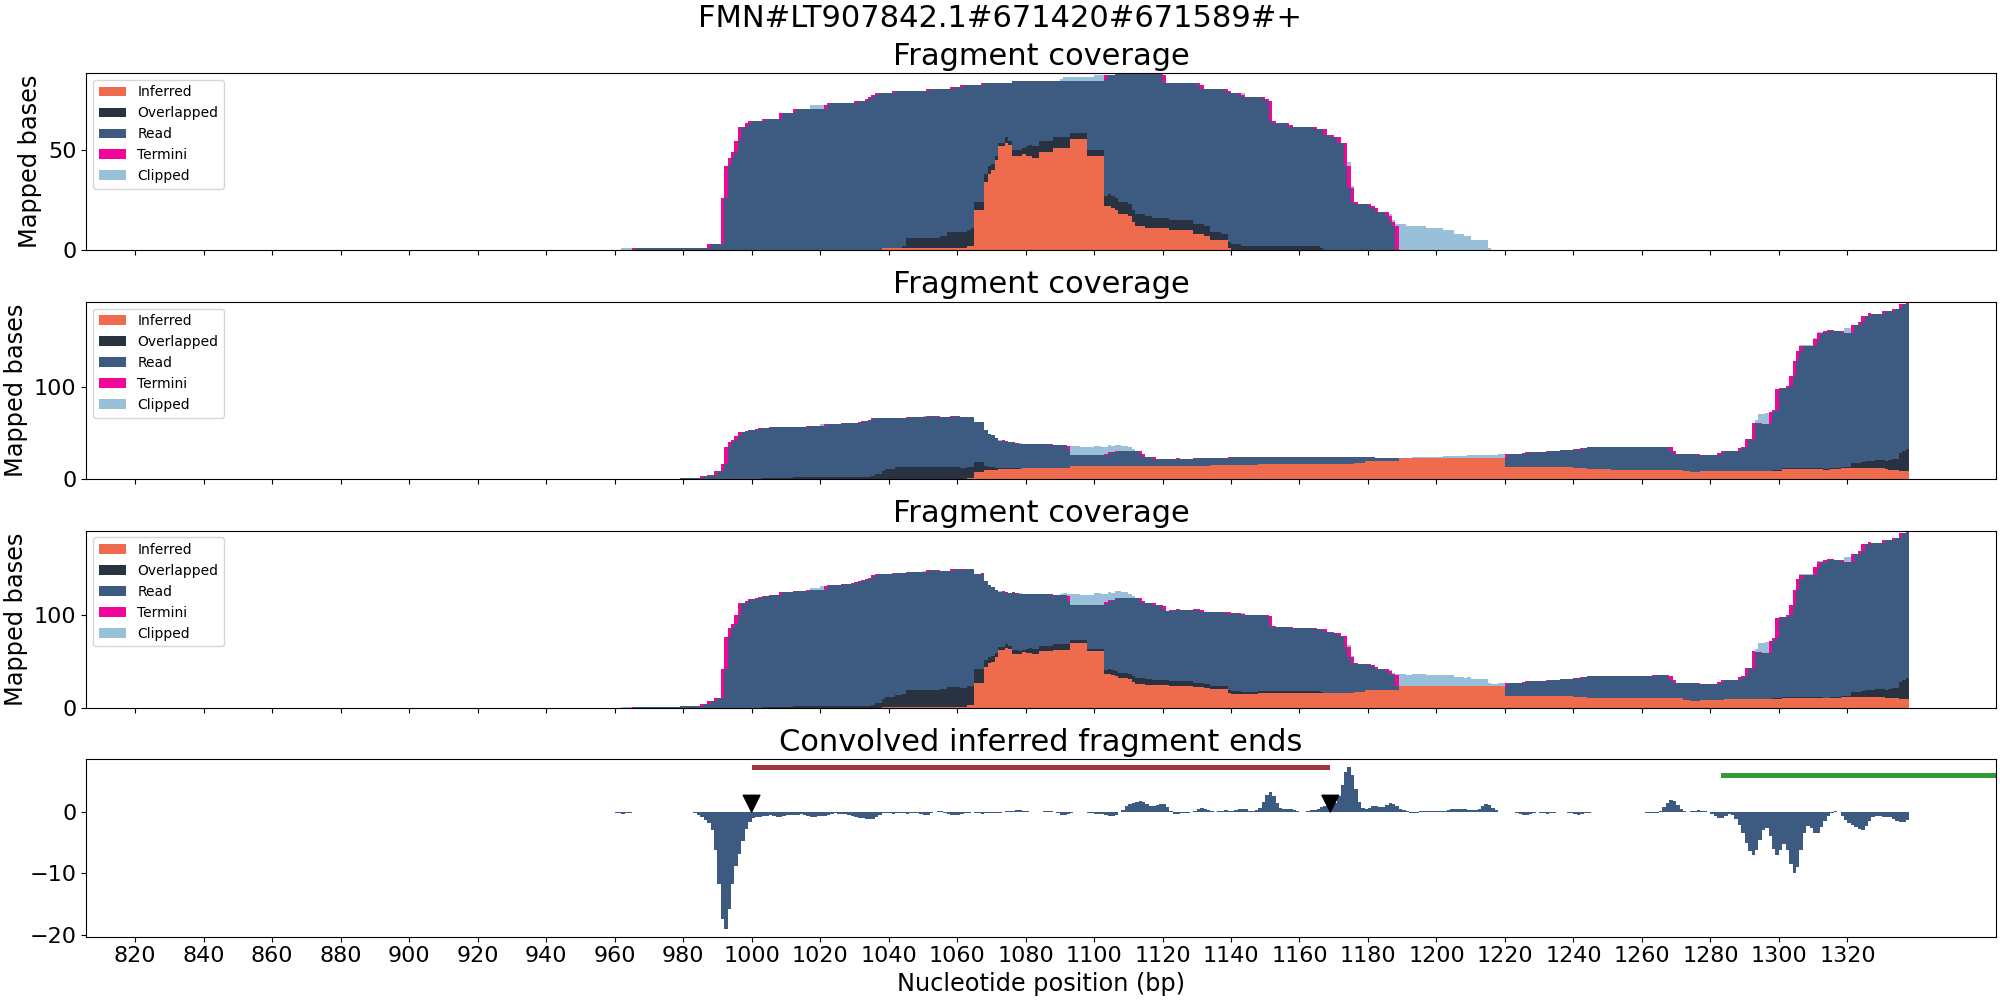 FMN#LT907842.1#671420#671589#+
Fragment coverage
Mapped bases
50
0
Inferred
Overlapped
Read
Termini
Clipped
Fragment coverage
Mapped bases
100
0
Inferred
Overlapped
Read
Termini
Clipped
Fragment coverage
Mapped bases
100
0
Inferred
Overlapped
Read
Termini
Clipped
Convolved inferred fragment ends
0
−10
−20
820 840 860 880 900 920 940 960 980 1000 1020 1040 1060 1080 1100 1120 1140 1160 1180 1200 1220 1240 1260 1280 1300 1320
Nucleotide position (bp)